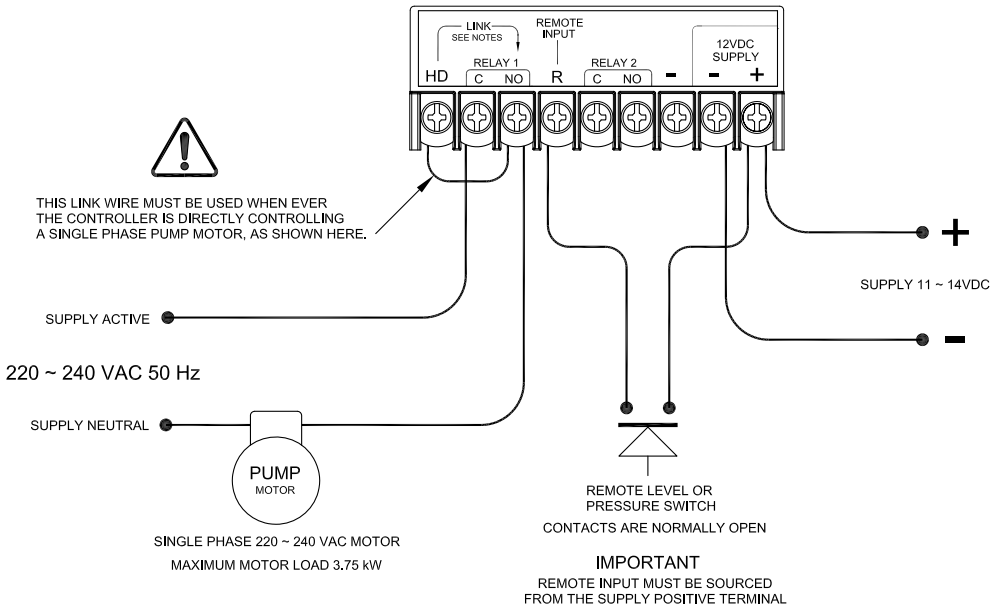 LINK
SEE NOTES
REMOTE
INPUT
12VDC
SUPPLY
RELAY 1
RELAY 2
HD C NO R C NO - - +
THIS LINK WIRE MUST BE USED WHEN EVER
THE CONTROLLER IS DIRECTLY CONTROLLING
A SINGLE PHASE PUMP MOTOR, AS SHOWN HERE.
+
SUPPLY 11 ~ 14VDC
-
SUPPLY ACTIVE
220 ~ 240 VAC 50 Hz
SUPPLY NEUTRAL
PUMP
MOTOR
SINGLE PHASE 220 ~ 240 VAC MOTOR
MAXIMUM MOTOR LOAD 3.75 kW
REMOTE LEVEL OR
PRESSURE SWITCH
CONTACTS ARE NORMALLY OPEN
IMPORTANT
REMOTE INPUT MUST BE SOURCED
FROM THE SUPPLY POSITIVE TERMINAL